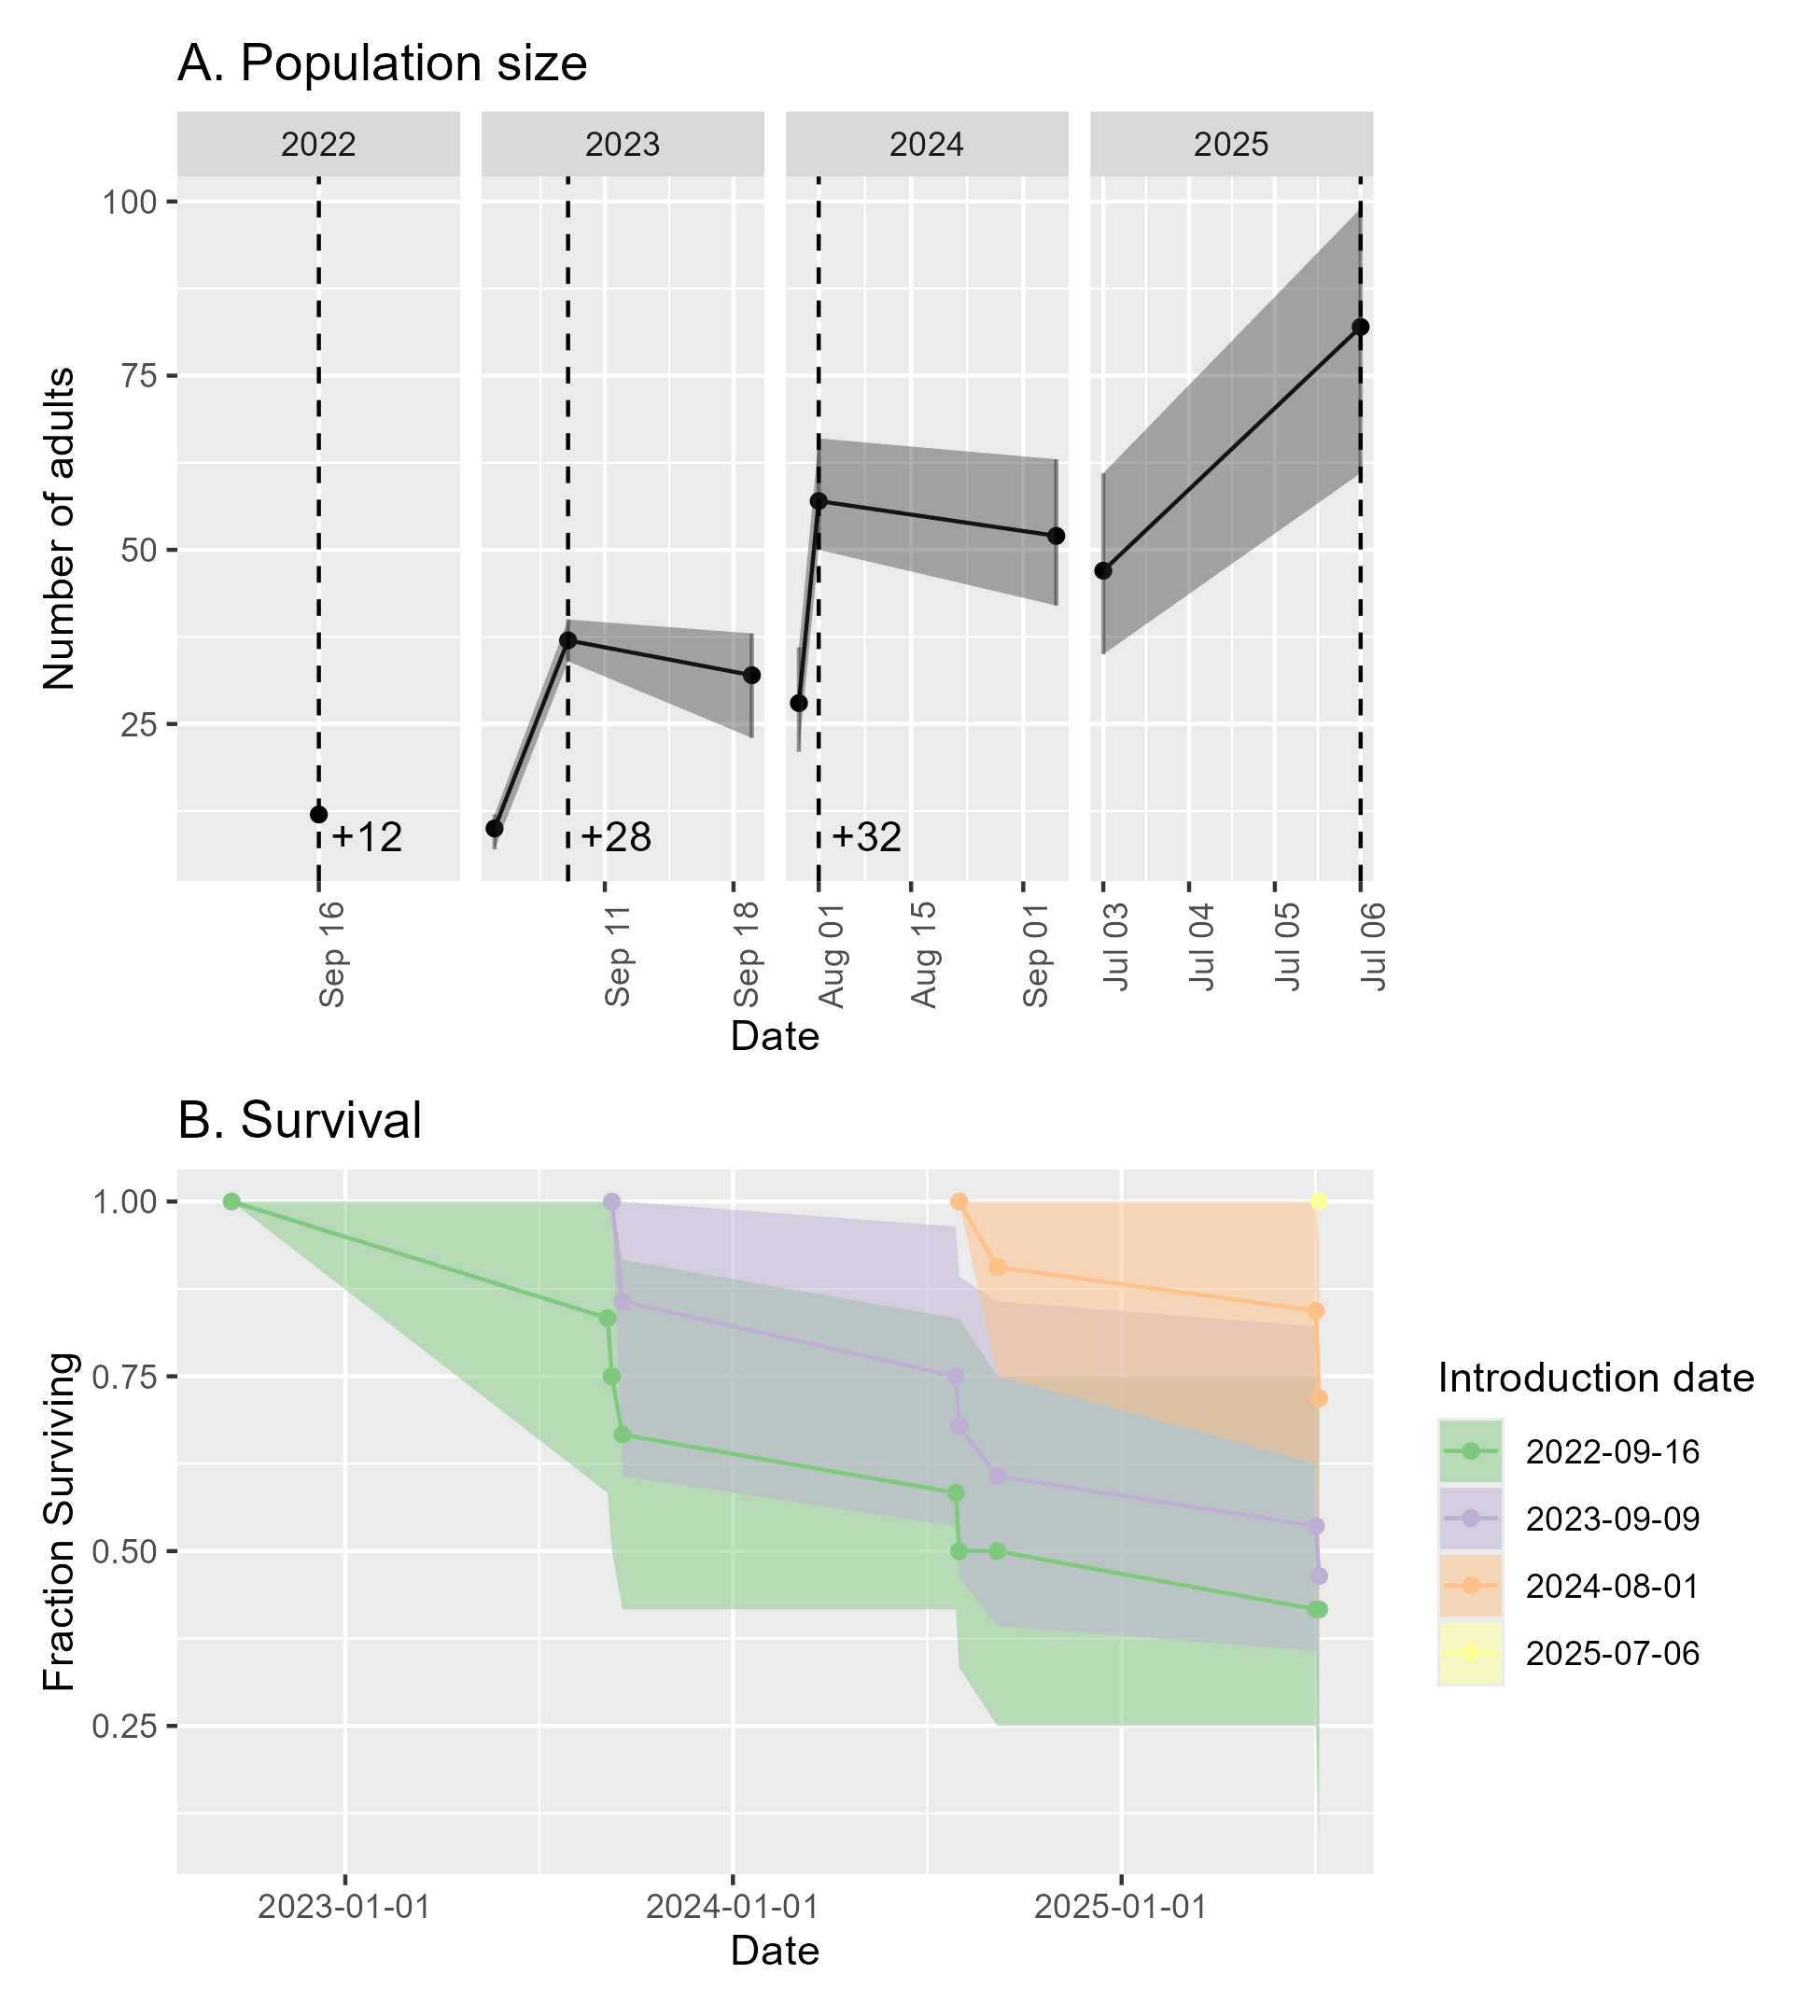 A. Population size
2022 2023 2024 2025
100
75
50
25
Number of adults
+12 +28 +32
Sep 16 Sep 11 Sep 18 Aug 01 Aug 15 Sep 01 Jul 03 Jul 04 Jul 05 Jul 06
Date
B. Survival
1.00
0.75
0.50
0.25
Fraction Surviving
2023-01-01 2024-01-01 2025-01-01
Date
Introduction date
2022-09-16
2023-09-09
2024-08-01
2025-07-06